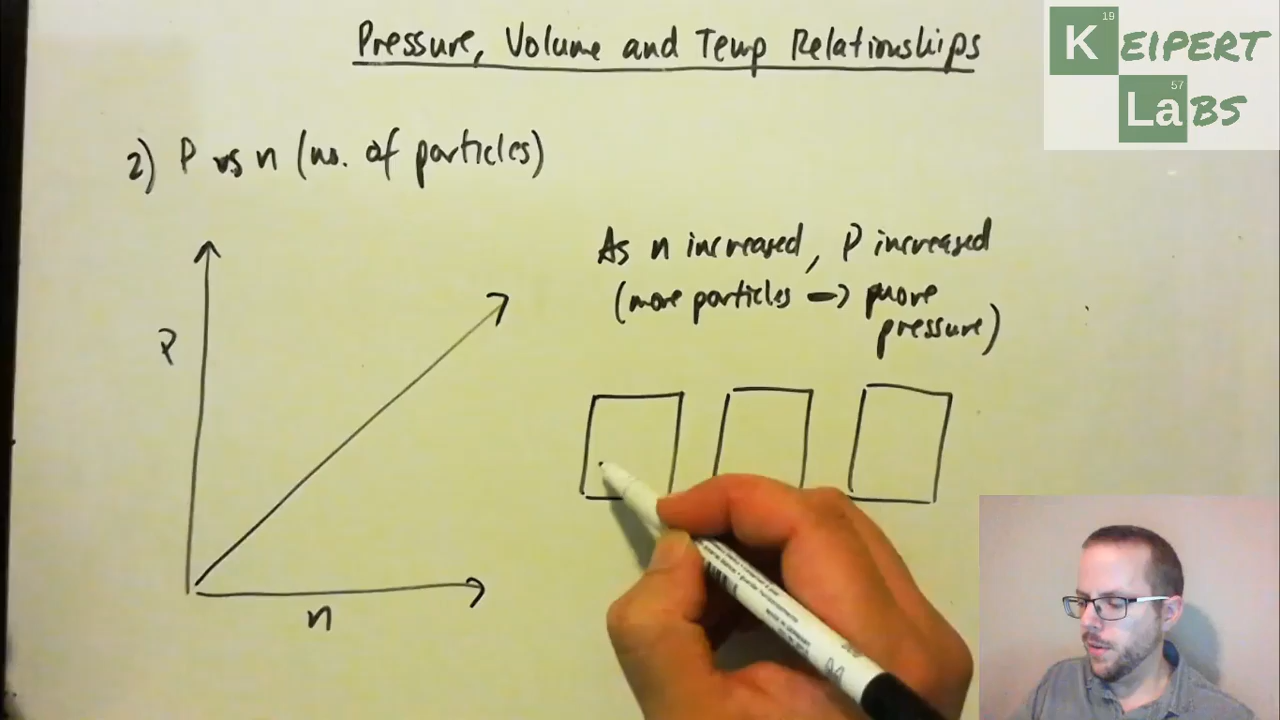 Pressure, Volume and Temp Relationships
19
KEIPERT
57
LaBS
2) P vs n (no. of particles)
As n increased, P increased
(more particles -> more
pressure)
P
n